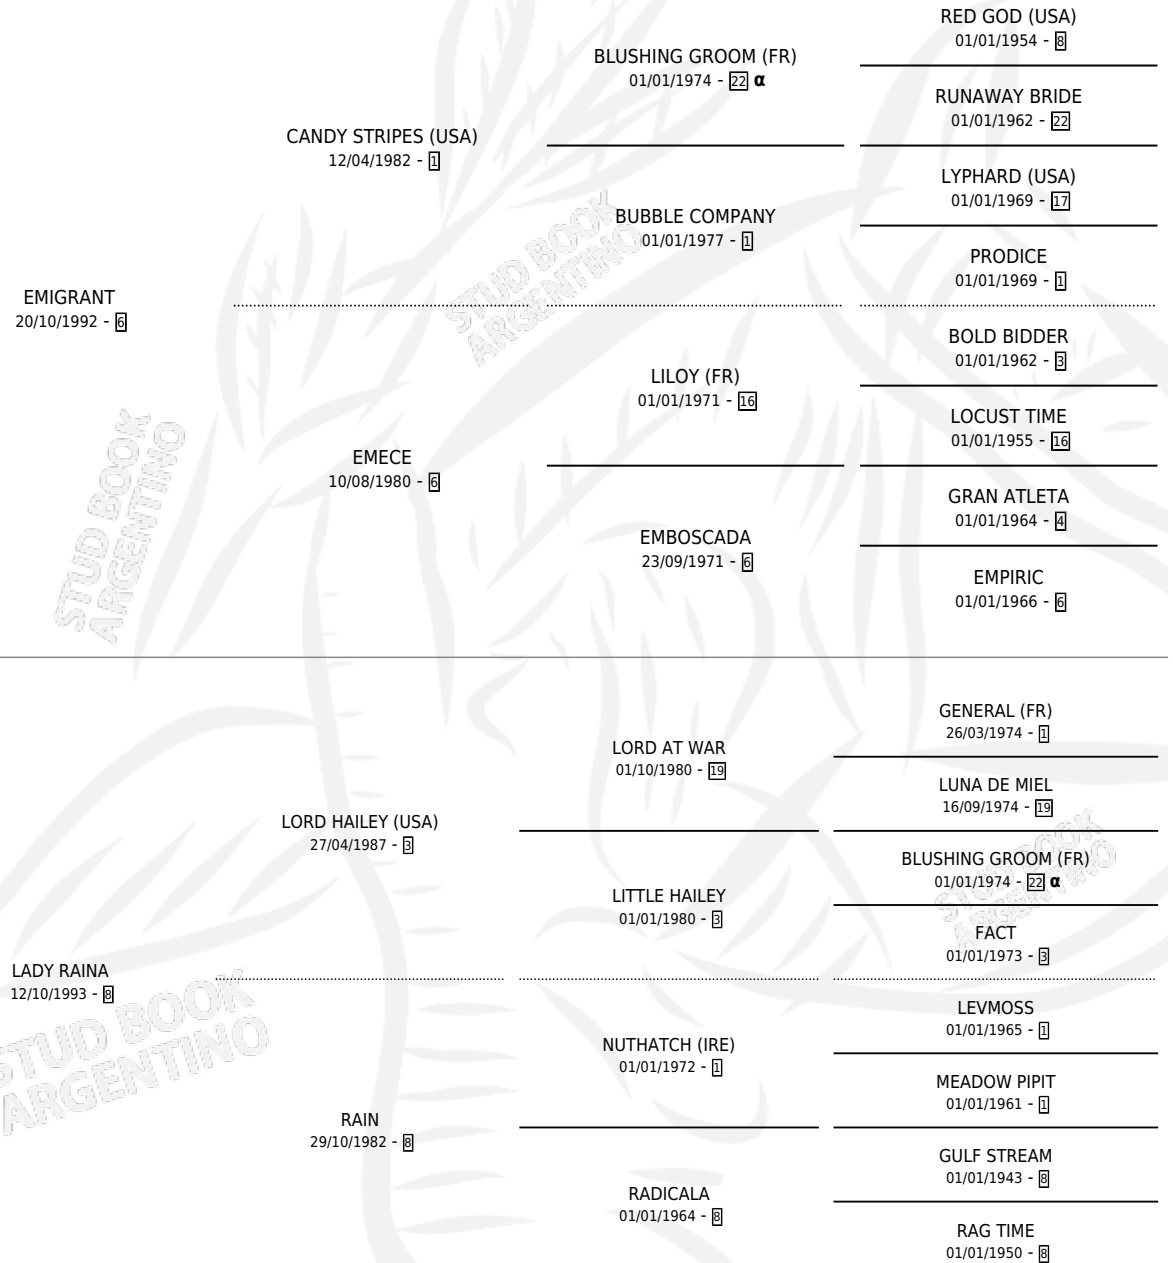 RED GOD (USA)
01/01/1954 - 8
BLUSHING GROOM (FR)
01/01/1974 - 22 α
RUNAWAY BRIDE
01/01/1962 - 22
CANDY STRIPES (USA)
12/04/1982 - 1
LYPHARD (USA)
01/01/1969 - 17
BUBBLE COMPANY
01/01/1977 - 1
PRODICE
01/01/1969 - 1
EMIGRANT
20/10/1992 - 6
STUD BOOK
ARGENTINO
BOLD BIDDER
01/01/1962 - 3
LILOY (FR)
01/01/1971 - 16
LOCUST TIME
01/01/1955 - 16
EMECE
10/08/1980 - 6
GRAN ATLETA
01/01/1964 - 4
EMBOSCADA
23/09/1971 - 6
EMPIRIC
01/01/1966 - 6
STUD BOOK
ARGENTINO
GENERAL (FR)
26/03/1974 - 1
LORD AT WAR
01/10/1980 - 19
LUNA DE MIEL
16/09/1974 - 19
LORD HAILEY (USA)
27/04/1987 - 3
BLUSHING GROOM (FR)
01/01/1974 - 22 α
LITTLE HAILEY
01/01/1980 - 3
FACT
01/01/1973 - 3
STUD BOOK
ARGENTINO
LADY RAINA
12/10/1993 - 8
LEVMOSS
01/01/1965 - 1
NUTHATCH (IRE)
01/01/1972 - 1
MEADOW PIPIT
01/01/1961 - 1
RAIN
29/10/1982 - 8
GULF STREAM
01/01/1943 - 8
RADICALA
01/01/1964 - 8
RAG TIME
01/01/1950 - 8
STUD BOOK
ARGENTINO